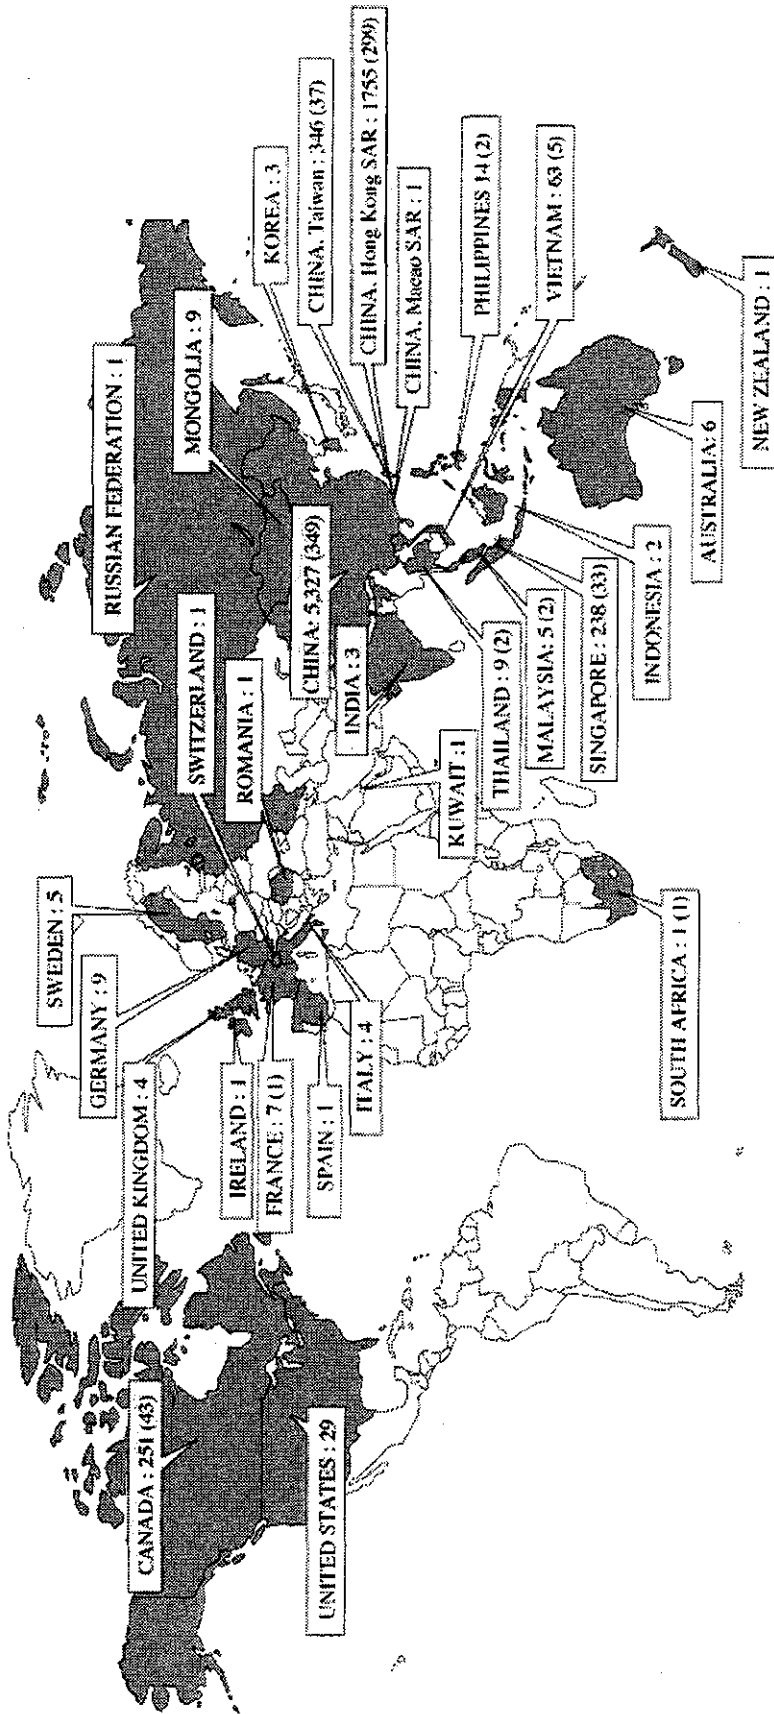 CANADA : 251 (43)
UNITED STATES : 29
UNITED KINGDOM : 4
GERMANY : 9
SWEDEN : 5
IRELAND : 1
FRANCE : 7 (1)
SPAIN : 1
ITALY : 4
SWITZERLAND : 1
ROMANIA : 1
RUSSIAN FEDERATION : 1
MONGOLIA : 9
CHINA: 5,327 (349)
INDIA : 3
KUWAIT : 1
SOUTH AFRICA : 1 (1)
KOREA : 3
CHINA, Taiwan : 346 (37)
CHINA, Hong Kong SAR : 1755 (299)
CHINA, Macao SAR : 1
PHILIPPINES 14 (2)
VIETNAM : 63 (5)
THAILAND : 9 (2)
MALAYSIA: 5 (2)
SINGAPORE : 238 (33)
INDONESIA : 2
AUSTRALIA: 6
NEW ZEALAND : 1